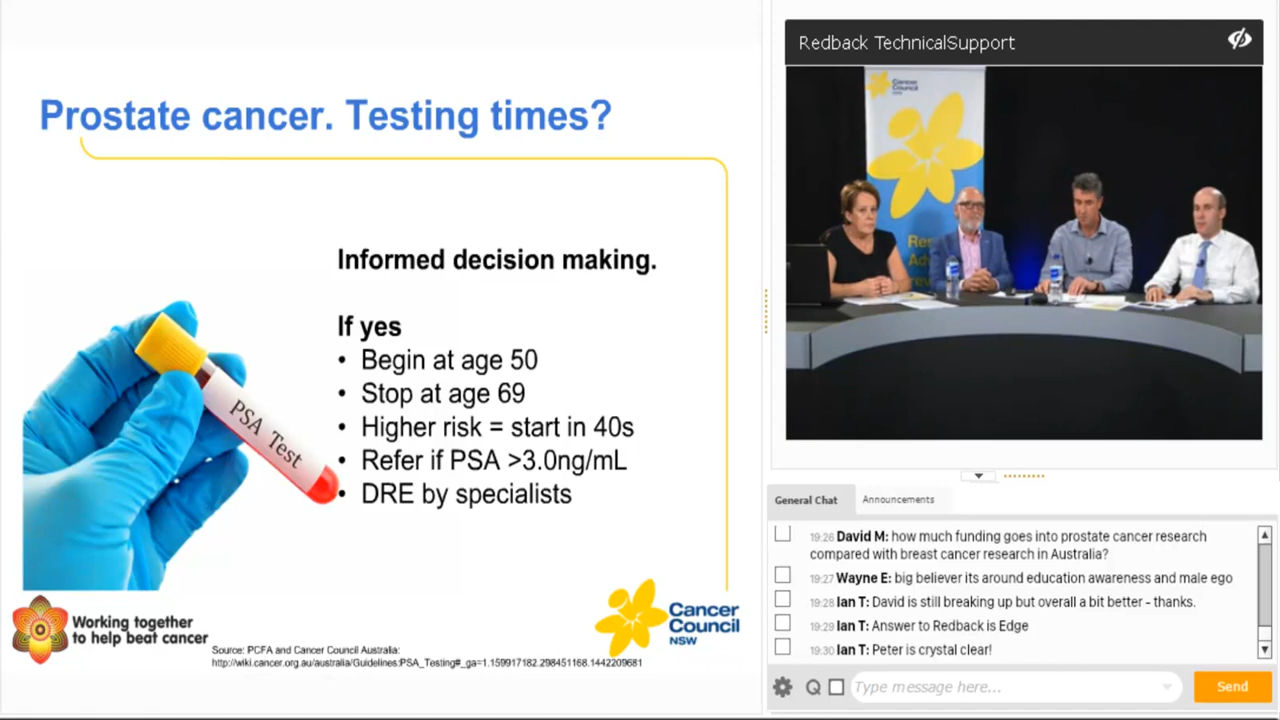 Prostate cancer. Testing times?
Informed decision making.
If yes
• Begin at age 50
• Stop at age 69
• Higher risk = start in 40s
• Refer if PSA >3.0ng/mL
• DRE by specialists
PSA Test
Working together
to help beat cancer
Source: PCFA and Cancer Council Australia:
http://wiki.cancer.org.au/australia/Guidelines:PSA_Testing#_ga=1.159917182.298451168.1442209681
Cancer
Council
NSW
Redback TechnicalSupport
Cancer
Council
General Chat
Announcements
19:26 David M: how much funding goes into prostate cancer research
compared with breast cancer research in Australia?
19:27 Wayne E: big believer its around education awareness and male ego
19:28 Ian T: David is still breaking up but overall a bit better - thanks.
19:29 Ian T: Answer to Redback is Edge
19:30 Ian T: Peter is crystal clear!
Q
Type message here...
Send